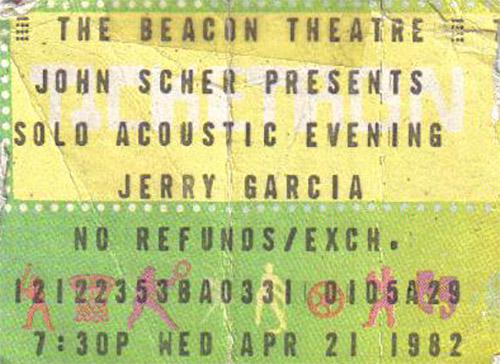 THE BEACON THEATRE
JOHN SCHER PRESENTS
TICKETRON
SOLO ACOUSTIC EVENING
JERRY GARCIA
NO REFUNDS/EXCH.
12122353BA0331 0105A29
7:30P WED APR 21 1982